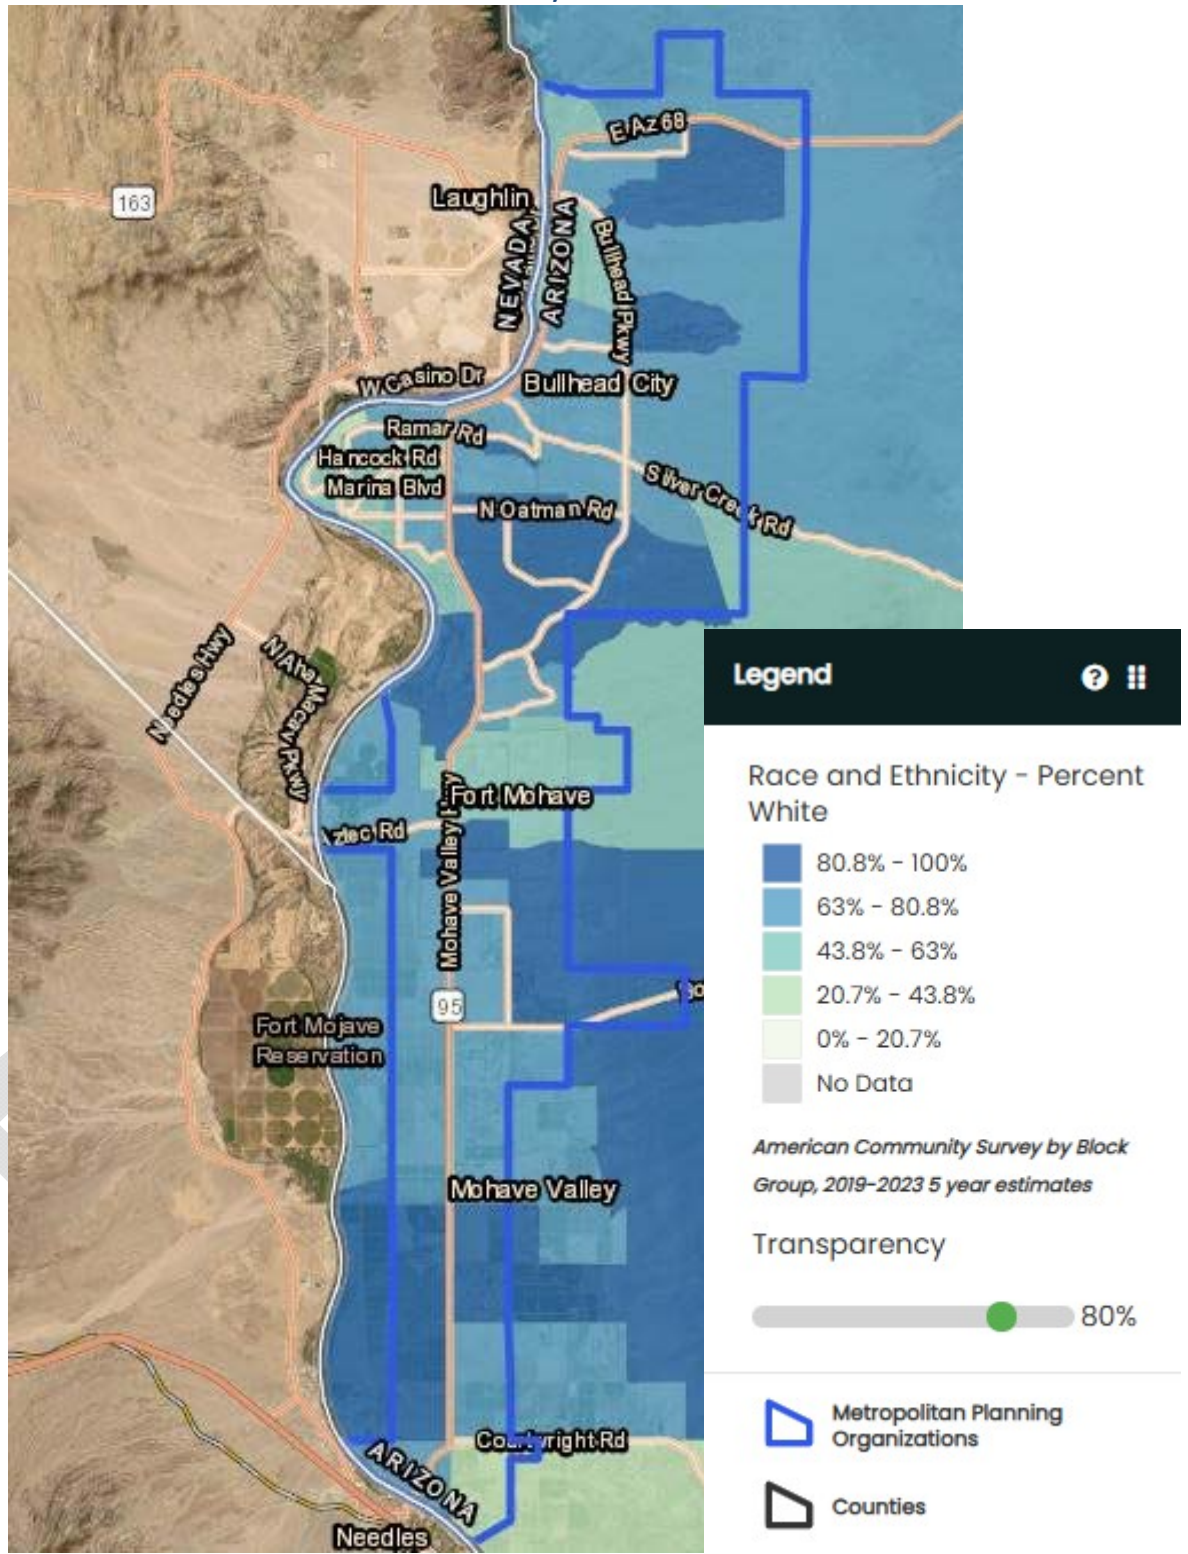 E Az 68
163
Laughlin
NEVADA
ARIZONA
Bullhead Pkwy
W Casino Dr
Bullhead City
Ramar Rd
Hancock Rd
Marina Blvd
Silver Creek Rd
N Oatman Rd
Needles Hwy
N Aha Macav Pkwy
Fort Mohave
Aztec Rd
Mohave Valley Hwy
95
Fort Mojave
Reservation
Mohave Valley
Courtwright Rd
ARIZONA
Needles
Legend
?
Race and Ethnicity - Percent
White
80.8% - 100%
63% - 80.8%
43.8% - 63%
20.7% - 43.8%
0% - 20.7%
No Data
American Community Survey by Block
Group, 2019-2023 5 year estimates
Transparency
80%
Metropolitan Planning
Organizations
Counties